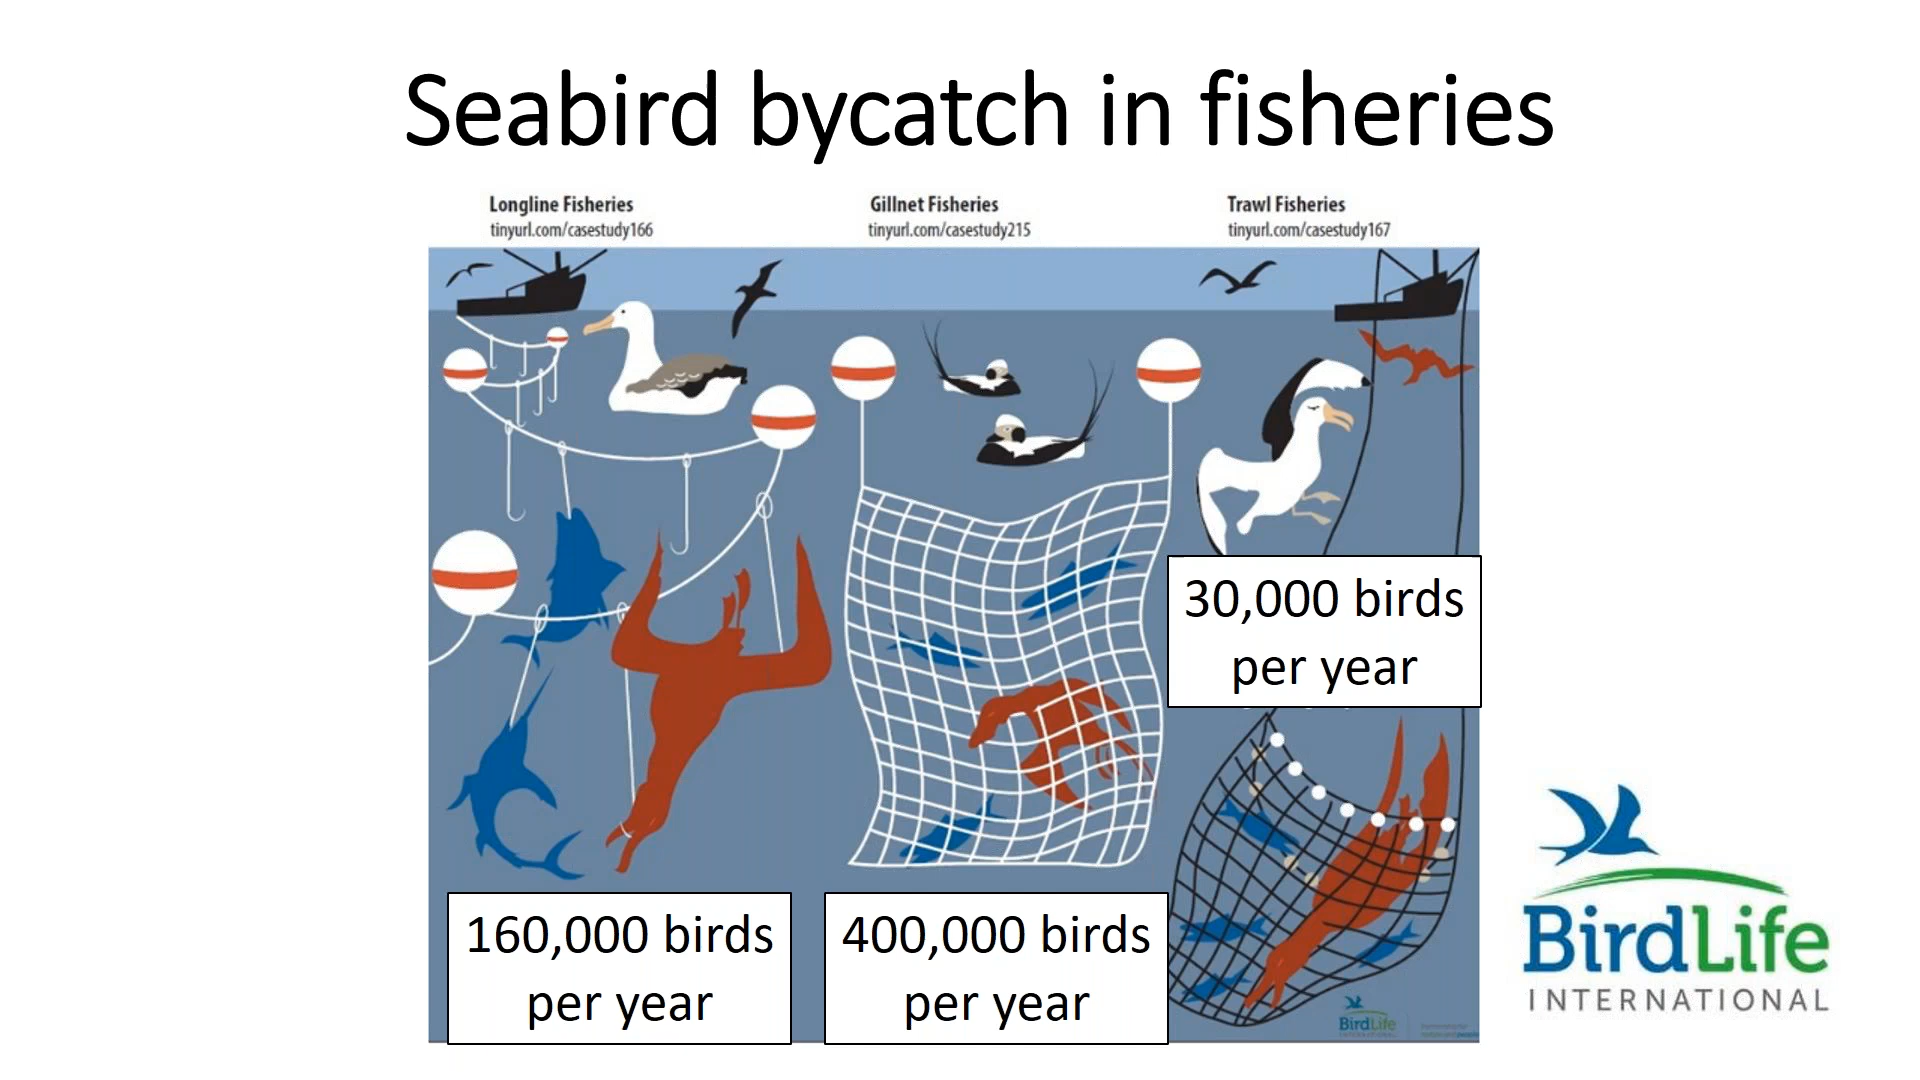 Seabird bycatch in fisheries
Longline Fisheries
tinyurl.com/casestudy166
Gillnet Fisheries
tinyurl.com/casestudy215
Trawl Fisheries
tinyurl.com/casestudy167
30,000 birds
per year
160,000 birds
per year
400,000 birds
per year
BirdLife
INTERNATIONAL
BirdLife
INTERNATIONAL